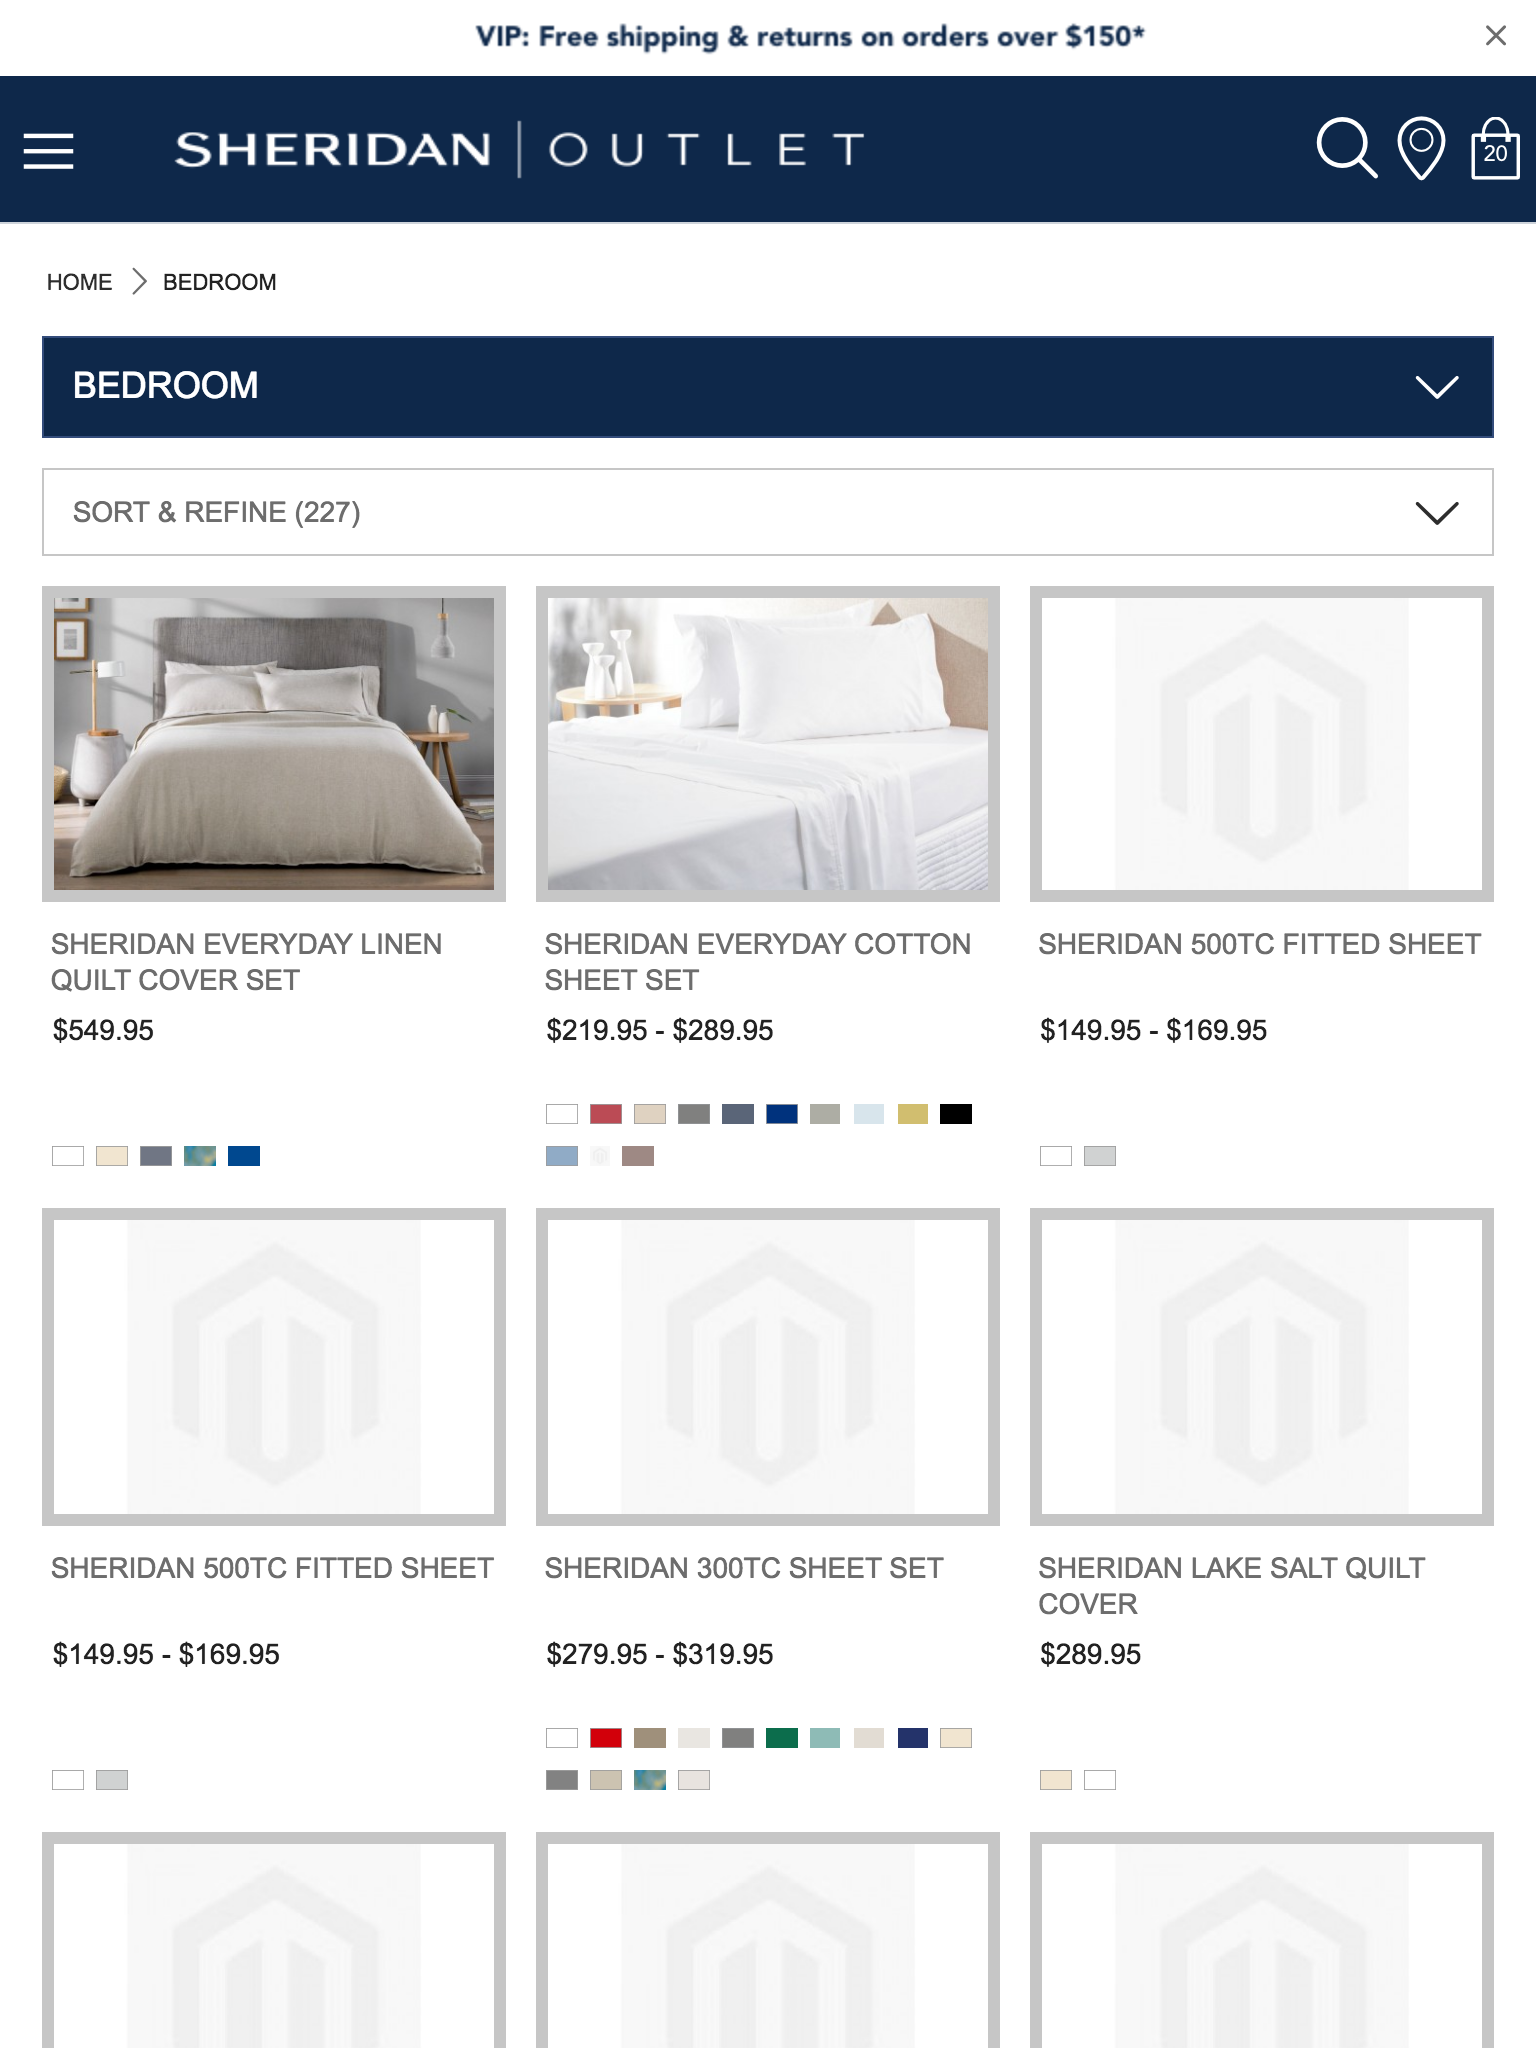 VIP: Free shipping & returns on orders over $150*
SHERIDAN | OUTLET
20
HOME > BEDROOM
BEDROOM
SORT & REFINE (227)
SHERIDAN EVERYDAY LINEN
QUILT COVER SET
$549.95
SHERIDAN EVERYDAY COTTON
SHEET SET
$219.95 - $289.95
SHERIDAN 500TC FITTED SHEET
$149.95 - $169.95
SHERIDAN 500TC FITTED SHEET
$149.95 - $169.95
SHERIDAN 300TC SHEET SET
$279.95 - $319.95
SHERIDAN LAKE SALT QUILT
COVER
$289.95